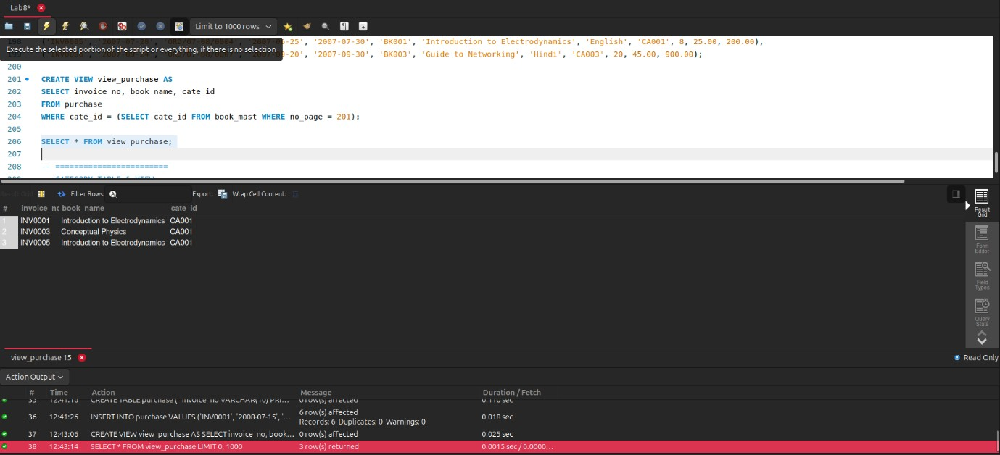 Lab8*
Limit to 1000 rows
Execute the selected portion of the script or everything, if there is no selection
'2007-07-30', 'BK001', 'Introduction to Electrodynamics', 'English', 'CA001', 8, 25.00, 200.00),
'2007-09-30', 'BK003', 'Guide to Networking', 'Hindi', 'CA003', 20, 45.00, 900.00);
200
201 CREATE VIEW view_purchase AS
202 SELECT invoice_no, book_name, cate_id
203 FROM purchase
204 WHERE cate_id = (SELECT cate_id FROM book_mast WHERE no_page = 201);
205
206 SELECT * FROM view_purchase;
207
208 -- ========================
Filter Rows: Export: Wrap Cell Content:
Result Grid
# invoice_no book_name cate_id
1 INV0001 Introduction to Electrodynamics CA001
2 INV0003 Conceptual Physics CA001
3 INV0005 Introduction to Electrodynamics CA001
Form Editor
Field Types
Query Stats
view_purchase 15
Read Only
Action Output
# Time Action Message Duration / Fetch
35 12:41:16 CREATE TABLE purchase ( invoice_no VARCHAR(10) PRI... 0 row(s) affected 0.110 sec
36 12:41:26 INSERT INTO purchase VALUES ('INV0001', '2008-07-15', '... 6 row(s) affected 0.018 sec
Records: 6 Duplicates: 0 Warnings: 0
37 12:43:06 CREATE VIEW view_purchase AS SELECT invoice_no, book... 0 row(s) affected 0.025 sec
38 12:43:14 SELECT * FROM view_purchase LIMIT 0, 1000 3 row(s) returned 0.0015 sec / 0.0000...